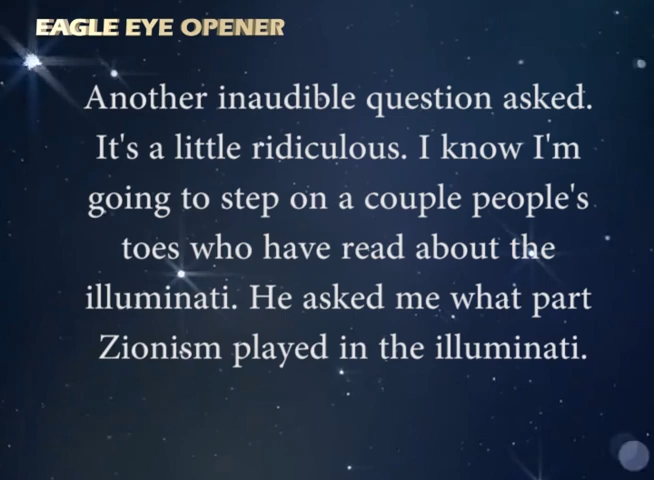 EAGLE EYE OPENER
Another inaudible question asked.
It's a little ridiculous. I know I'm
going to step on a couple people's
toes who have read about the
illuminati. He asked me what part
Zionism played in the illuminati.